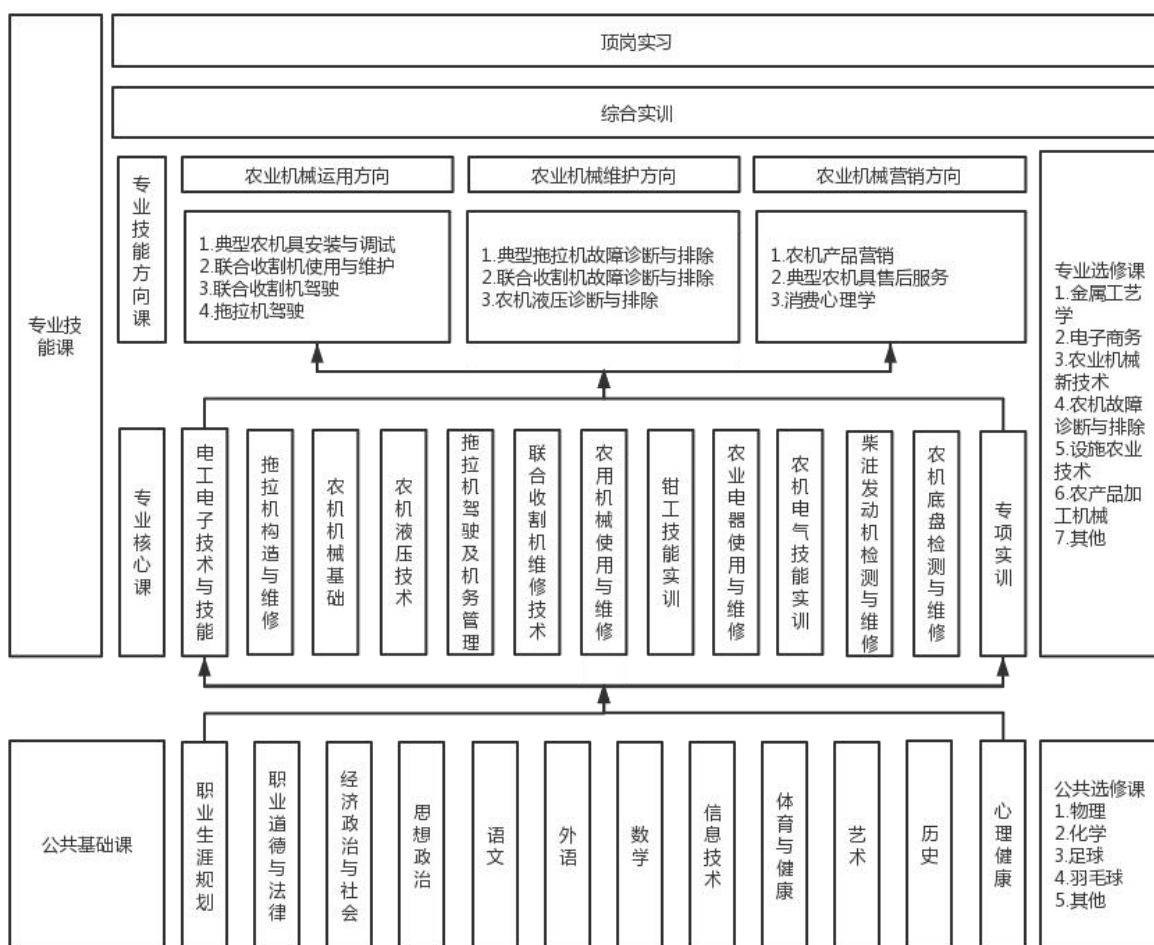 顶岗实习
综合实训
专业技能课
专业技能方向课
农业机械运用方向
农业机械维护方向
农业机械营销方向
1.典型农机具安装与调试
2.联合收割机使用与维护
3.联合收割机驾驶
4.拖拉机驾驶
1.典型拖拉机故障诊断与排除
2.联合收割机故障诊断与排除
3.农机液压诊断与排除
1.农机产品营销
2.典型农机具售后服务
3.消费心理学
专业选修课
1.金属工艺
学
2.电子商务
3.农业机械
新技术
4.农机故障
诊断与排除
5.设施农业
技术
6.农产品加
工机械
7.其他
专业核心课
电工电子技术与技能
拖拉机构造与维修
农机机械基础
农机液压技术
拖拉机驾驶及机务管理
联合收割机维修技术
农用机械使用与维修
钳工技能实训
农业电器使用与维修
农机电气技能实训
柴油发动机检测与维修
农机底盘检测与维修
专项实训
公共基础课
职业生涯规划
职业道德与法律
经济政治与社会
思想政治
语文
外语
数学
信息技术
体育与健康
艺术
历史
心理健康
公共选修课
1.物理
2.化学
3.足球
4.羽毛球
5.其他